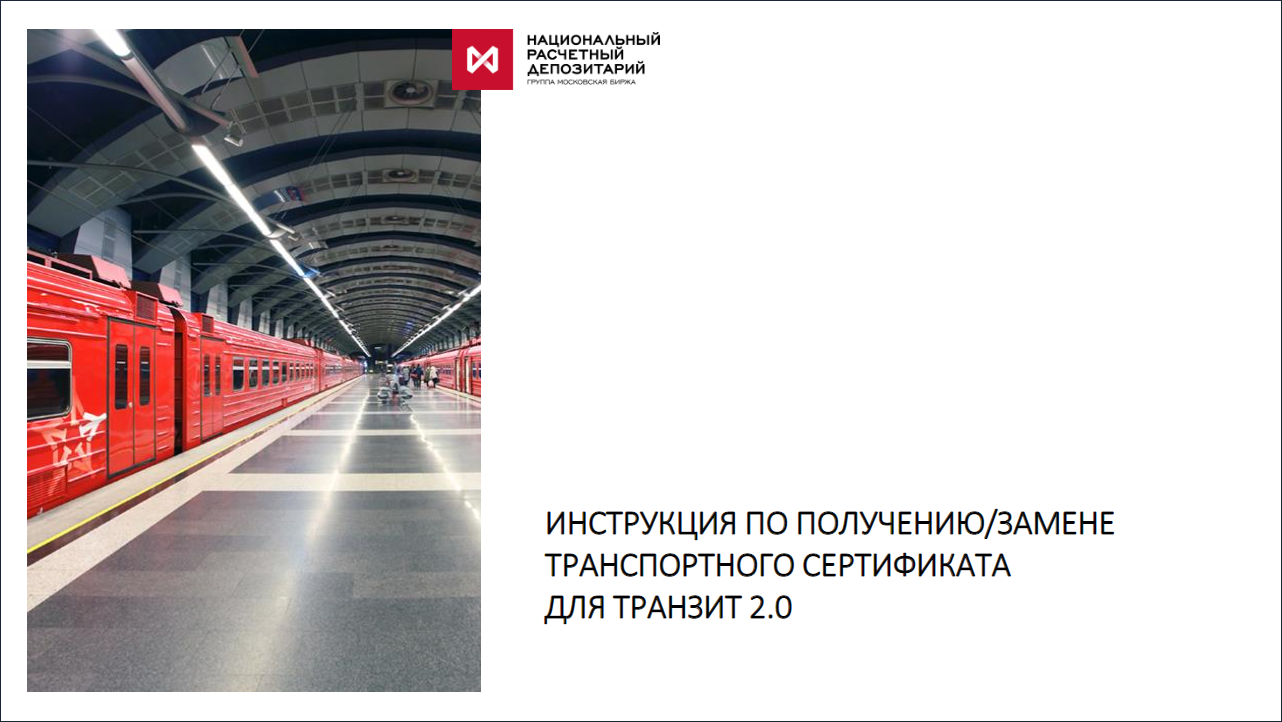 НАЦИОНАЛЬНЫЙ
РАСЧЕТНЫЙ
ДЕПОЗИТАРИЙ
ГРУППА МОСКОВСКАЯ БИРЖА
ИНСТРУКЦИЯ ПО ПОЛУЧЕНИЮ/ЗАМЕНЕ
ТРАНСПОРТНОГО СЕРТИФИКАТА
ДЛЯ ТРАНЗИТ 2.0